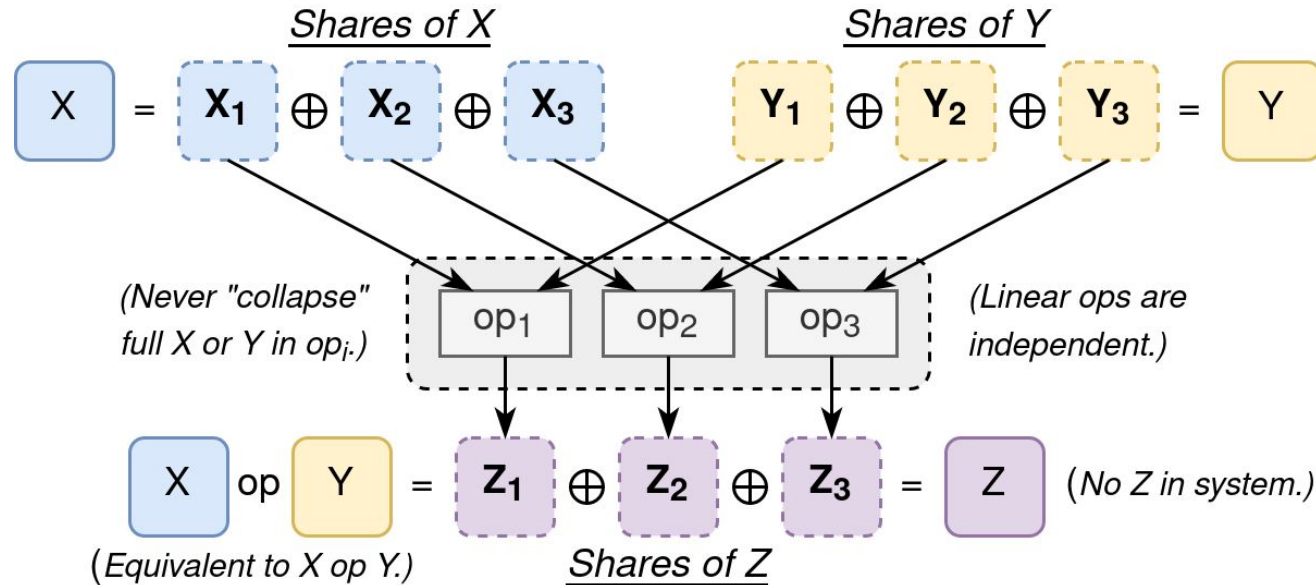 Shares of X Shares of Y
X = X₁ ⊕ X₂ ⊕ X₃ Y₁ ⊕ Y₂ ⊕ Y₃ = Y
(Never "collapse"
full X or Y in opᵢ.)
op₁ op₂ op₃
(Linear ops are
independent.)
X op Y = Z₁ ⊕ Z₂ ⊕ Z₃ = Z (No Z in system.)
(Equivalent to X op Y.) Shares of Z